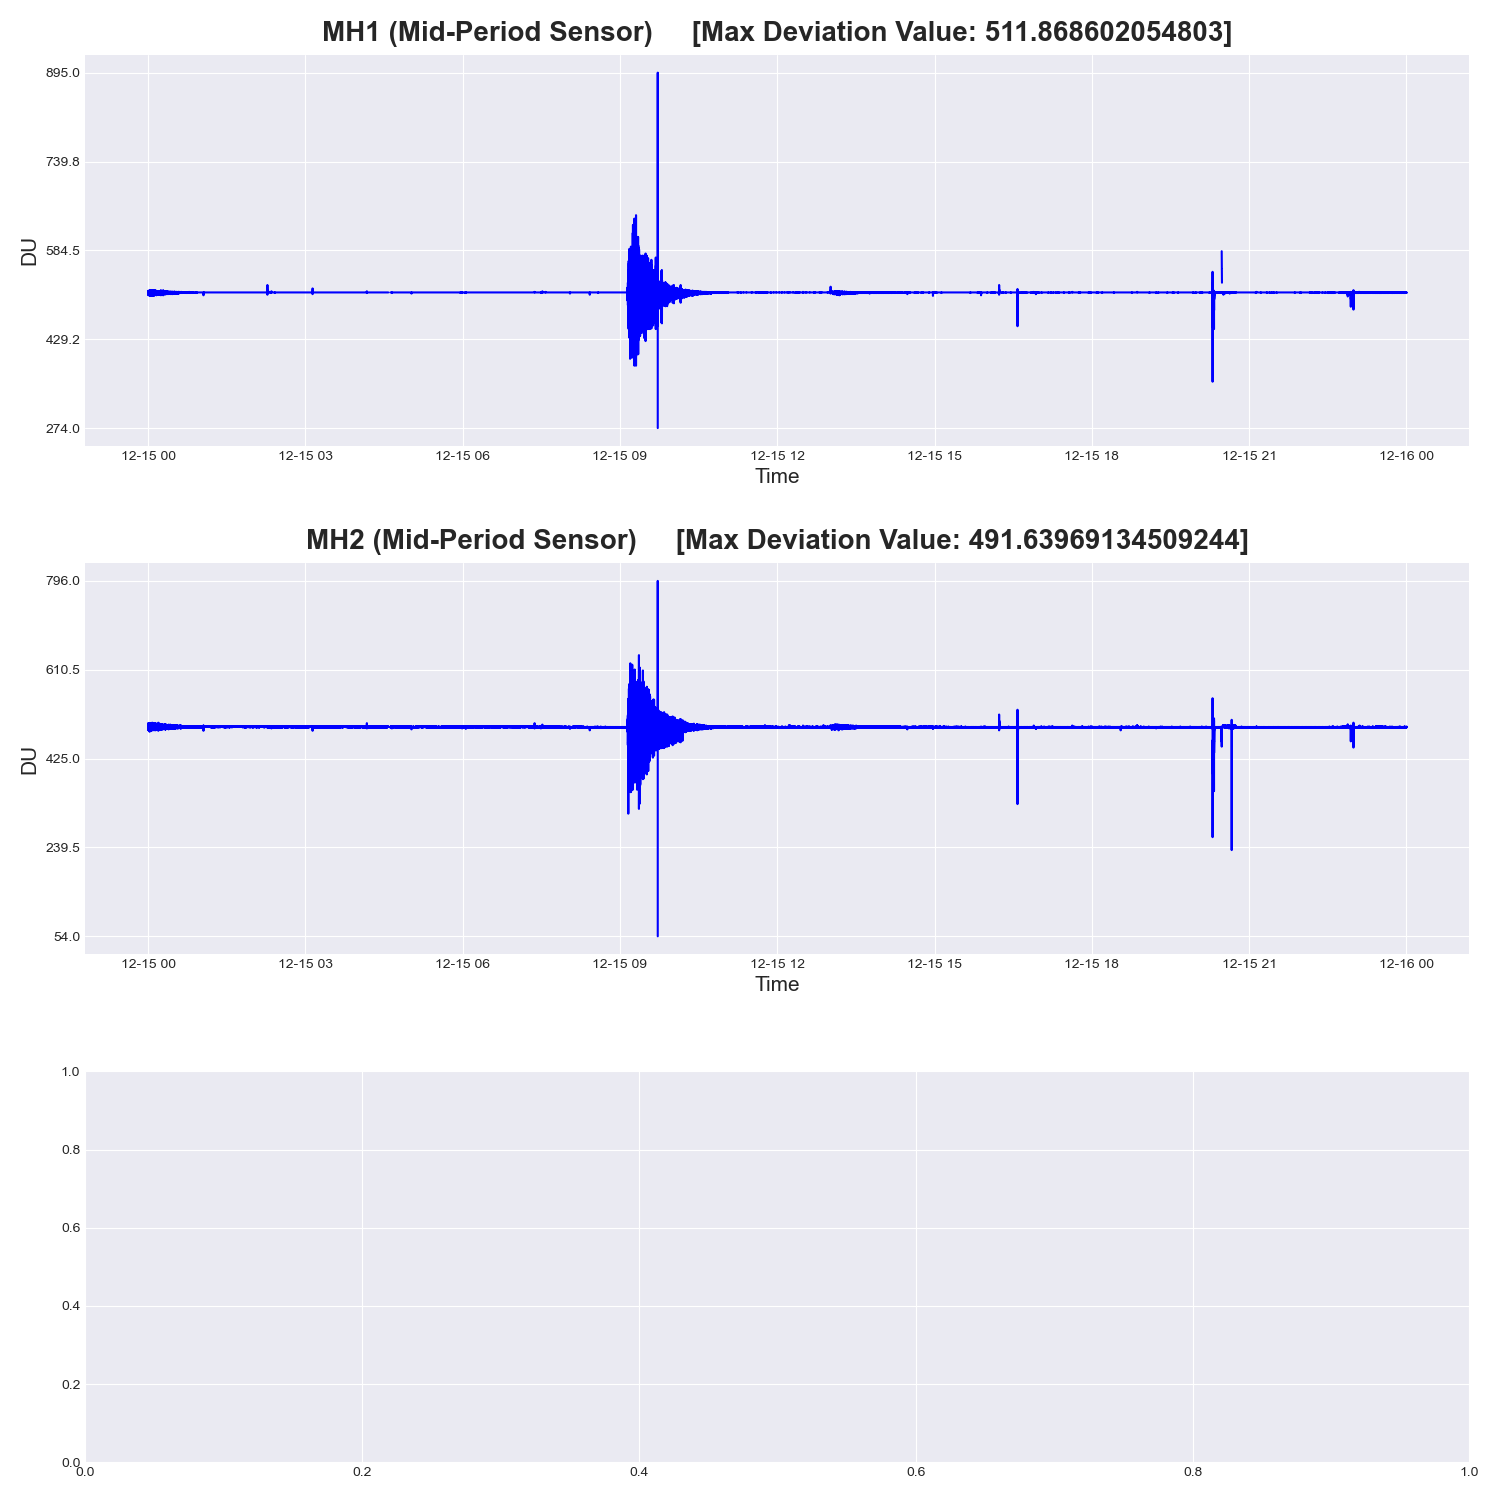 MH1 (Mid-Period Sensor) [Max Deviation Value: 511.868602054803]
895.0
739.8
584.5
429.2
274.0
DU
12-15 00 12-15 03 12-15 06 12-15 09 12-15 12 12-15 15 12-15 18 12-15 21 12-16 00
Time
MH2 (Mid-Period Sensor) [Max Deviation Value: 491.63969134509244]
796.0
610.5
425.0
239.5
54.0
DU
12-15 00 12-15 03 12-15 06 12-15 09 12-15 12 12-15 15 12-15 18 12-15 21 12-16 00
Time
1.0
0.8
0.6
0.4
0.2
0.0
0.0 0.2 0.4 0.6 0.8 1.0